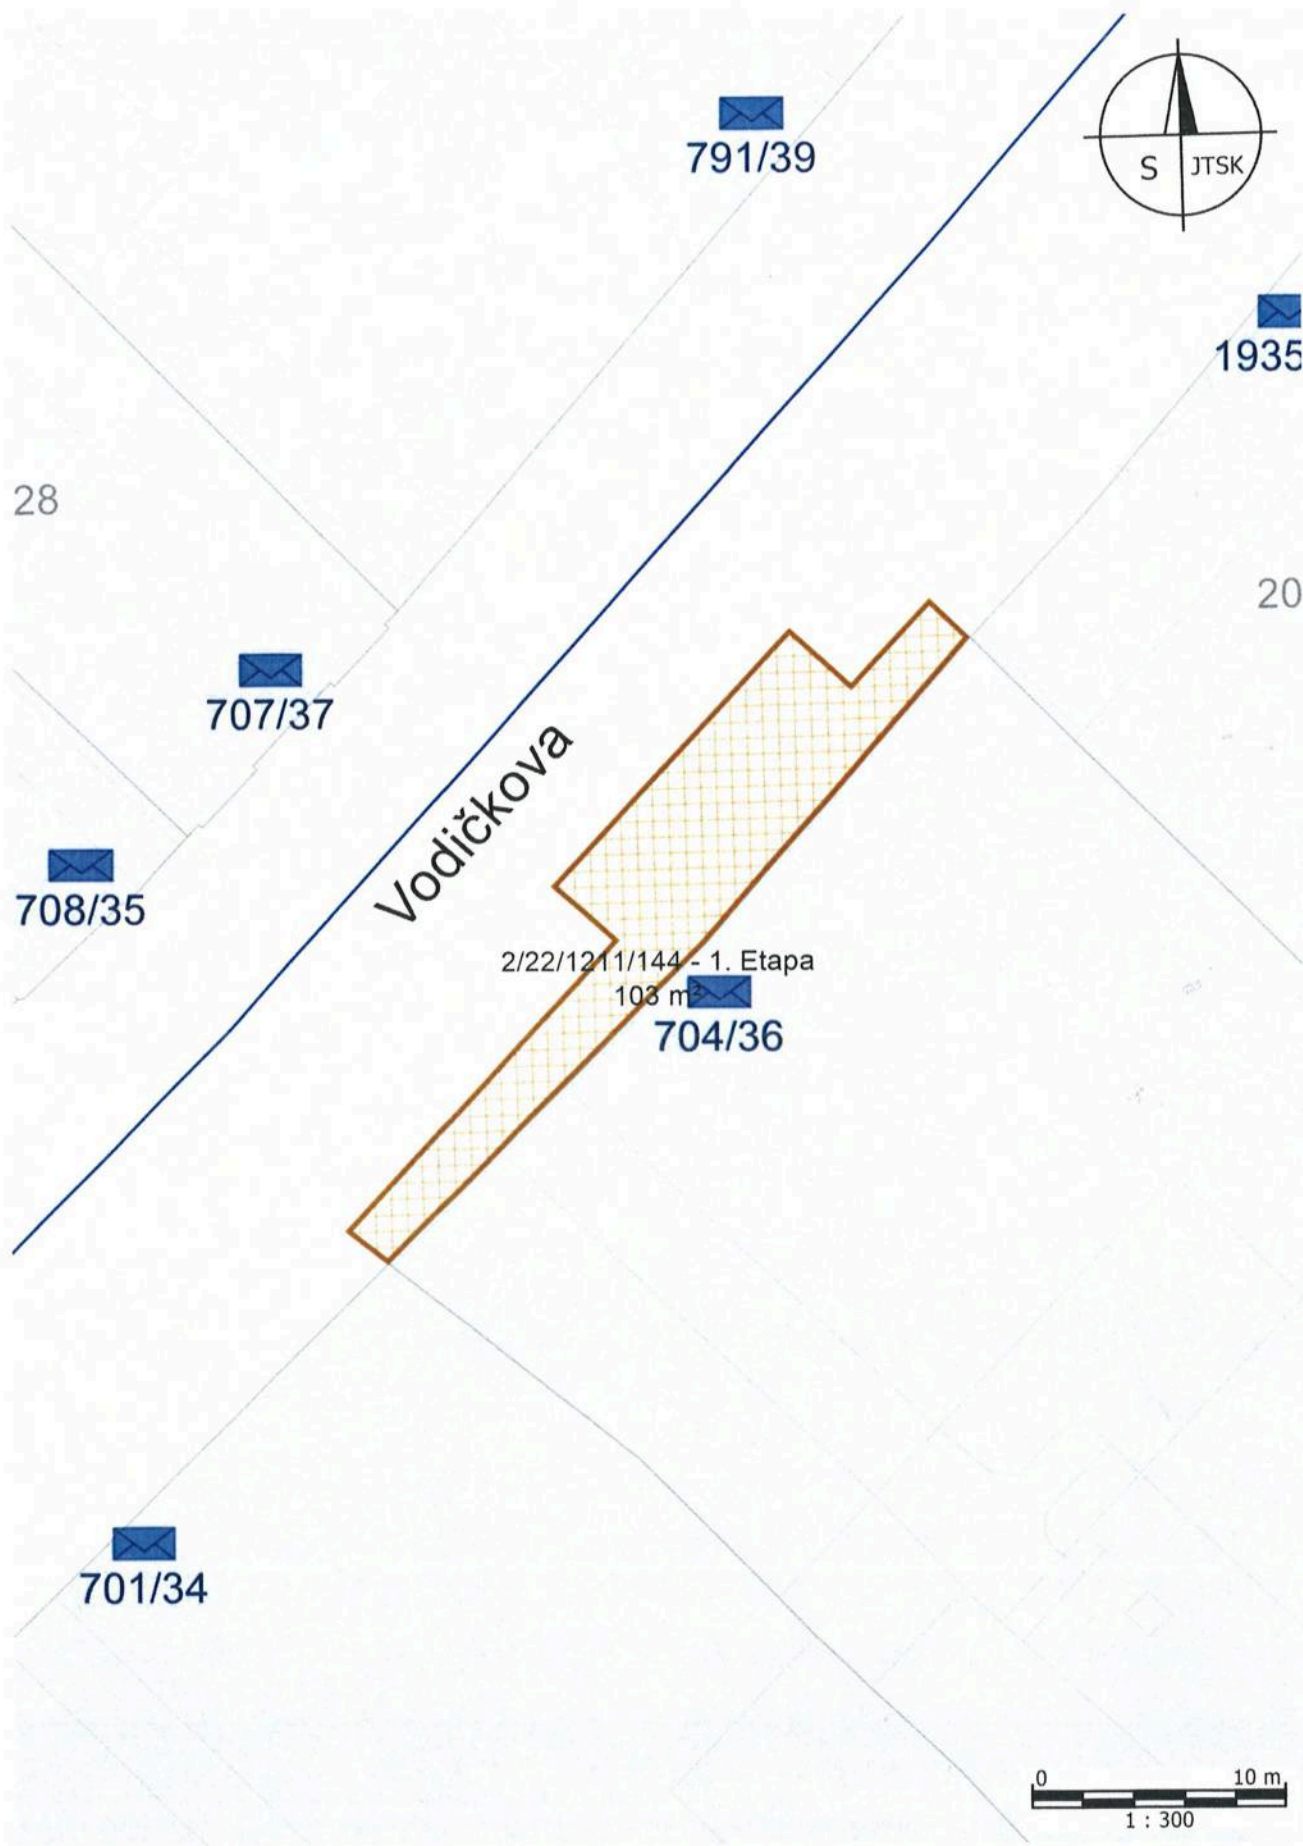 791/39
S JTSK
1935
28
20
707/37
Vodičkova
708/35
2/22/1211/144 - 1. Etapa
103 m²
704/36
701/34
0 10 m
1 : 300